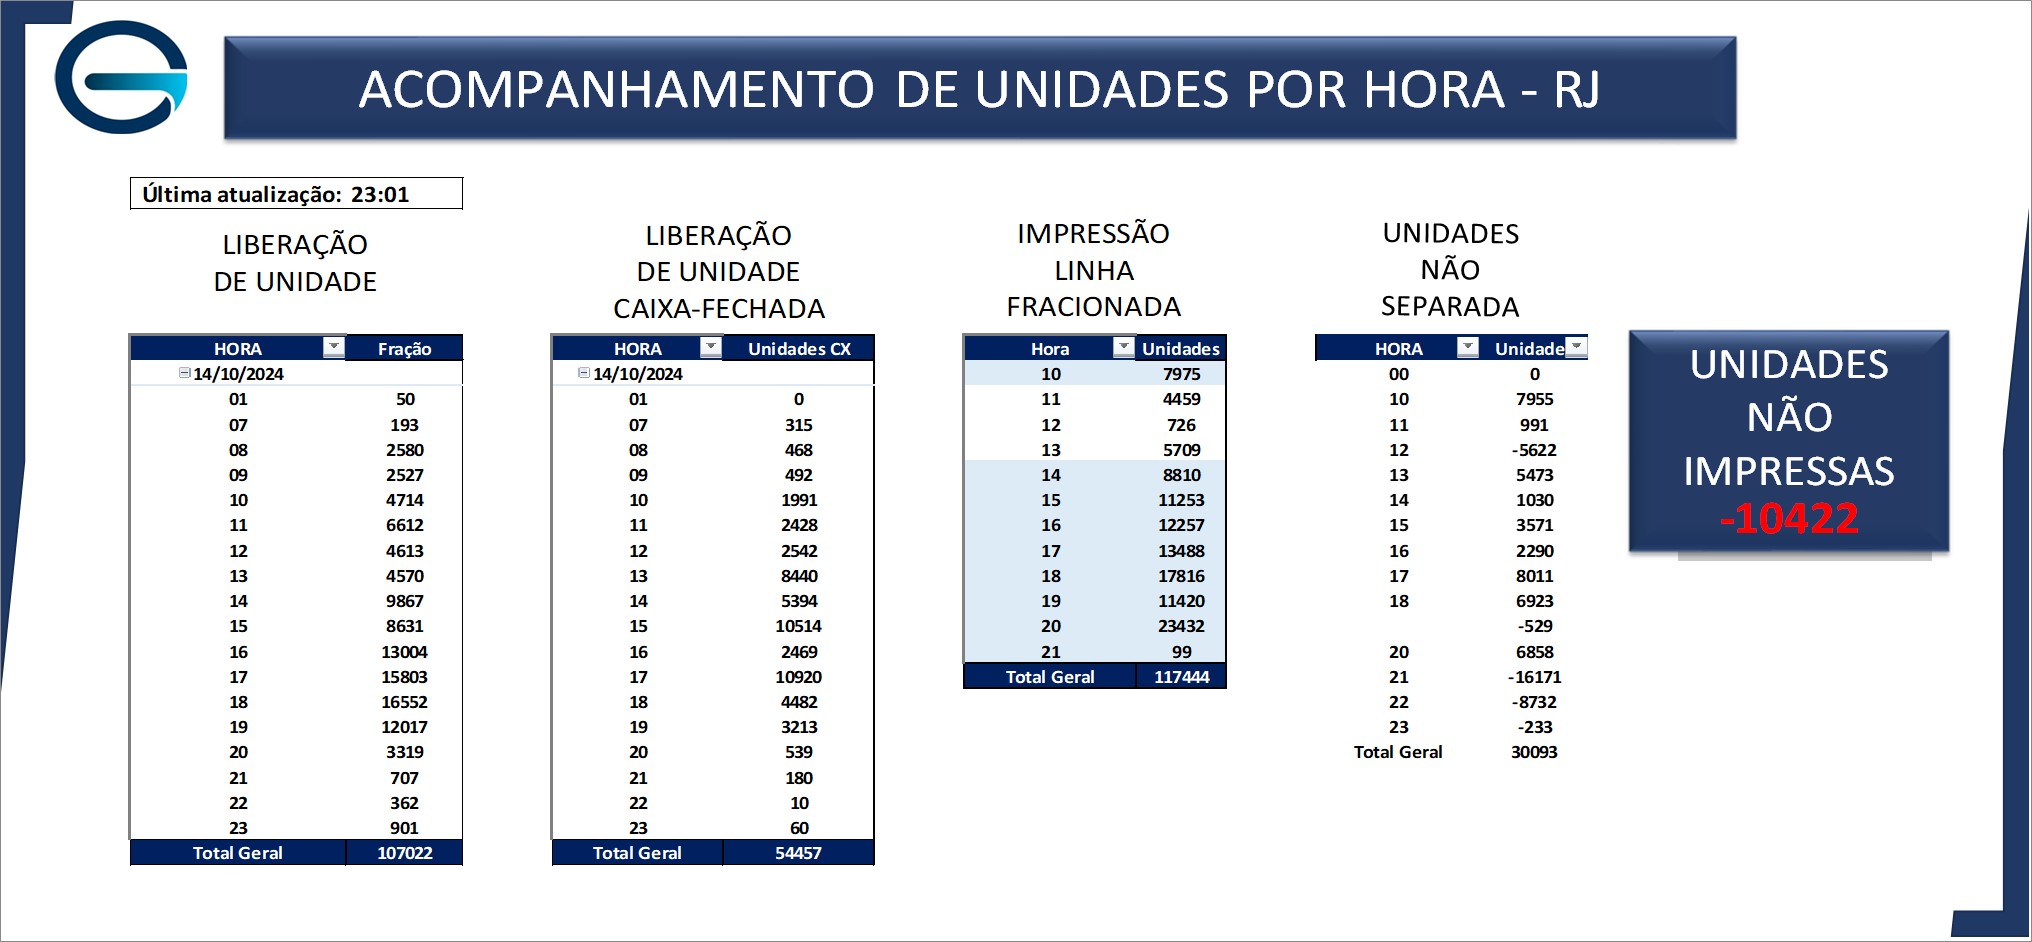 ACOMPANHAMENTO DE UNIDADES POR HORA - RJ
Última atualização: 23:01
LIBERAÇÃO
DE UNIDADE
HORA Fração
14/10/2024
01 50
07 193
08 2580
09 2527
10 4714
11 6612
12 4613
13 4570
14 9867
15 8631
16 13004
17 15803
18 16552
19 12017
20 3319
21 707
22 362
23 901
Total Geral 107022
LIBERAÇÃO
DE UNIDADE
CAIXA-FECHADA
HORA Unidades CX
14/10/2024
01 0
07 315
08 468
09 492
10 1991
11 2428
12 2542
13 8440
14 5394
15 10514
16 2469
17 10920
18 4482
19 3213
20 539
21 180
22 10
23 60
Total Geral 54457
IMPRESSÃO
LINHA
FRACIONADA
Hora Unidades
10 7975
11 4459
12 726
13 5709
14 8810
15 11253
16 12257
17 13488
18 17816
19 11420
20 23432
21 99
Total Geral 117444
UNIDADES
NÃO
SEPARADA
HORA Unidade
00 0
10 7955
11 991
12 -5622
13 5473
14 1030
15 3571
16 2290
17 8011
18 6923
-529
20 6858
21 -16171
22 -8732
23 -233
Total Geral 30093
UNIDADES
NÃO
IMPRESSAS
-10422